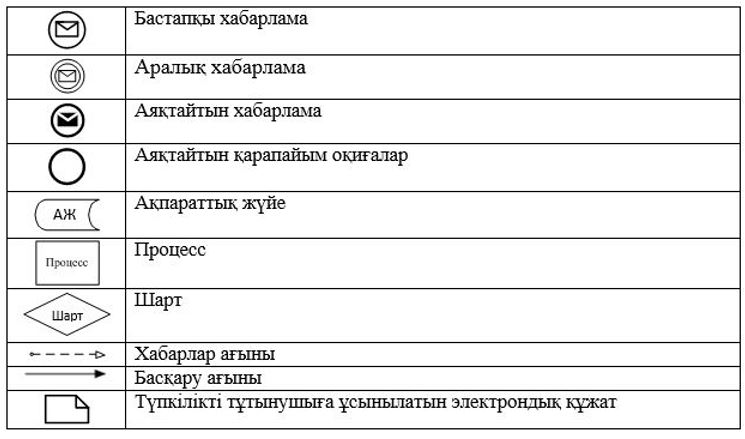 Бастапқы хабарлама
Аралық хабарлама
Аяқтайтын хабарлама
Аяқтайтын қарапайым оқиғалар
АЖ
Ақпараттық жүйе
Процесс
Процесс
Шарт
Шарт
Хабарлар ағыны
Басқару ағыны
Түпкілікті тұтынушыға ұсынылатын электрондық құжат